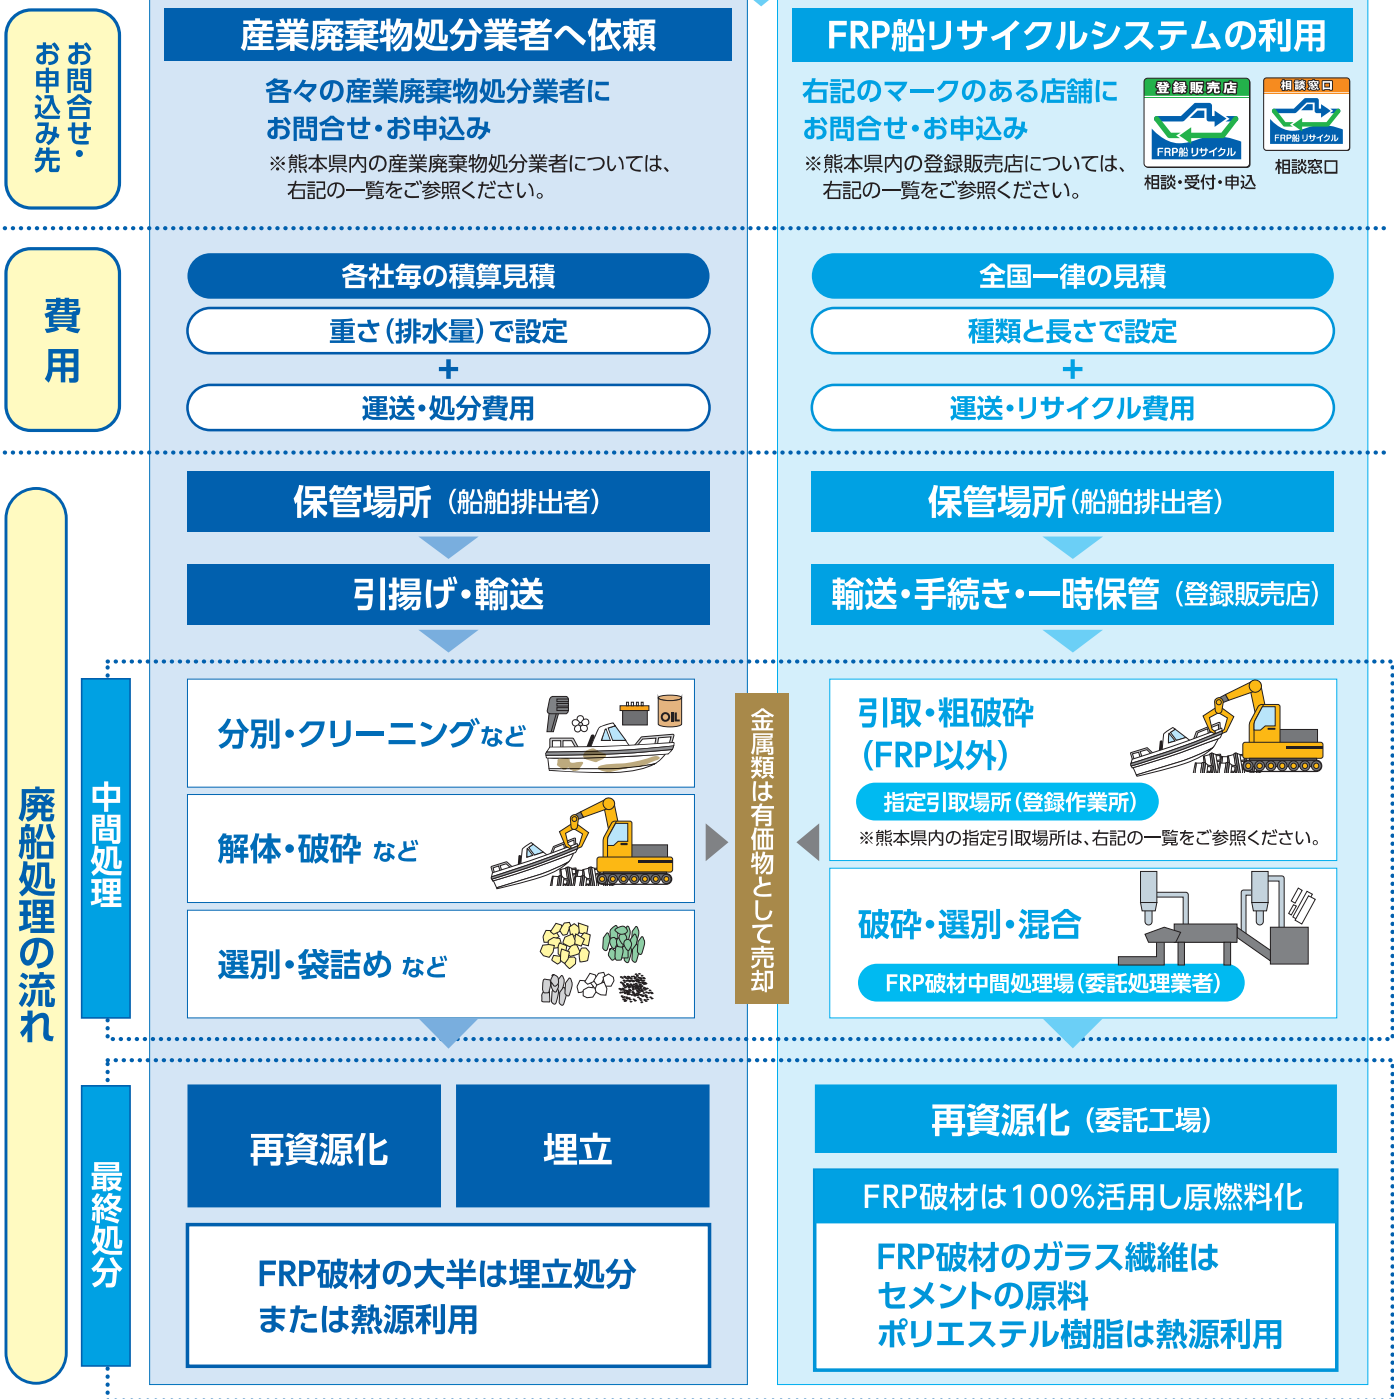 お問合せ・
お申込み先
産業廃棄物処分業者へ依頼
各々の産業廃棄物処分業者に
お問合せ・お申込み
※熊本県内の産業廃棄物処分業者については、
右記の一覧をご参照ください。
FRP船リサイクルシステムの利用
右記のマークのある店舗に
お問合せ・お申込み
※熊本県内の登録販売店については、
右記の一覧をご参照ください。
登録販売店
FRP船 リサイクル
相談・受付・申込
相談窓口
FRP船 リサイクル
相談窓口
費用
各社毎の積算見積
重さ(排水量)で設定
+
運送・処分費用
全国一律の見積
種類と長さで設定
+
運送・リサイクル費用
廃船処理の流れ
保管場所(船舶排出者)
引揚げ・輸送
保管場所(船舶排出者)
輸送・手続き・一時保管(登録販売店)
中間処理
分別・クリーニングなど
OIL
解体・破砕 など
選別・袋詰め など
金属類は有価物として売却
引取・粗破砕
(FRP以外)
指定引取場所(登録作業所)
※熊本県内の指定引取場所は、右記の一覧をご参照ください。
破砕・選別・混合
FRP破材中間処理場(委託処理業者)
最終処分
再資源化
埋立
FRP破材の大半は埋立処分
または熱源利用
再資源化(委託工場)
FRP破材は100%活用し原燃料化
FRP破材のガラス繊維は
セメントの原料
ポリエステル樹脂は熱源利用